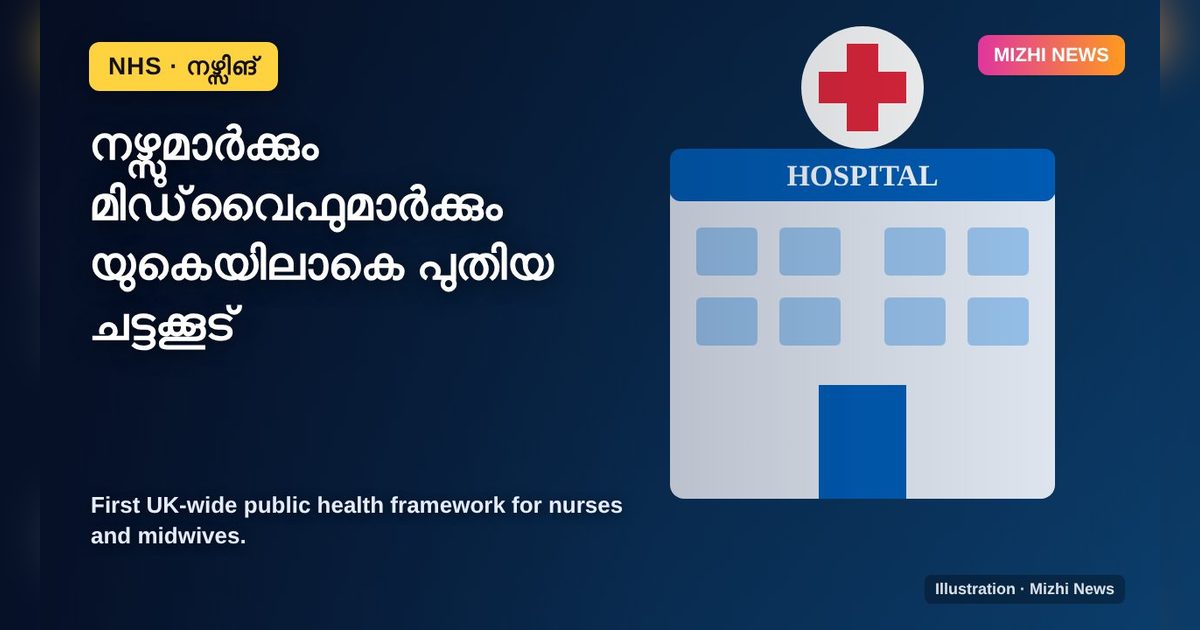 NHS · നഴ്സിങ്
MIZHI NEWS
നഴ്സുമാർക്കും
മിഡ്‌വൈഫുമാർക്കും
യുകെയിലാകെ പുതിയ
ചട്ടക്കൂട്
HOSPITAL
First UK-wide public health framework for nurses
and midwives.
Illustration · Mizhi News